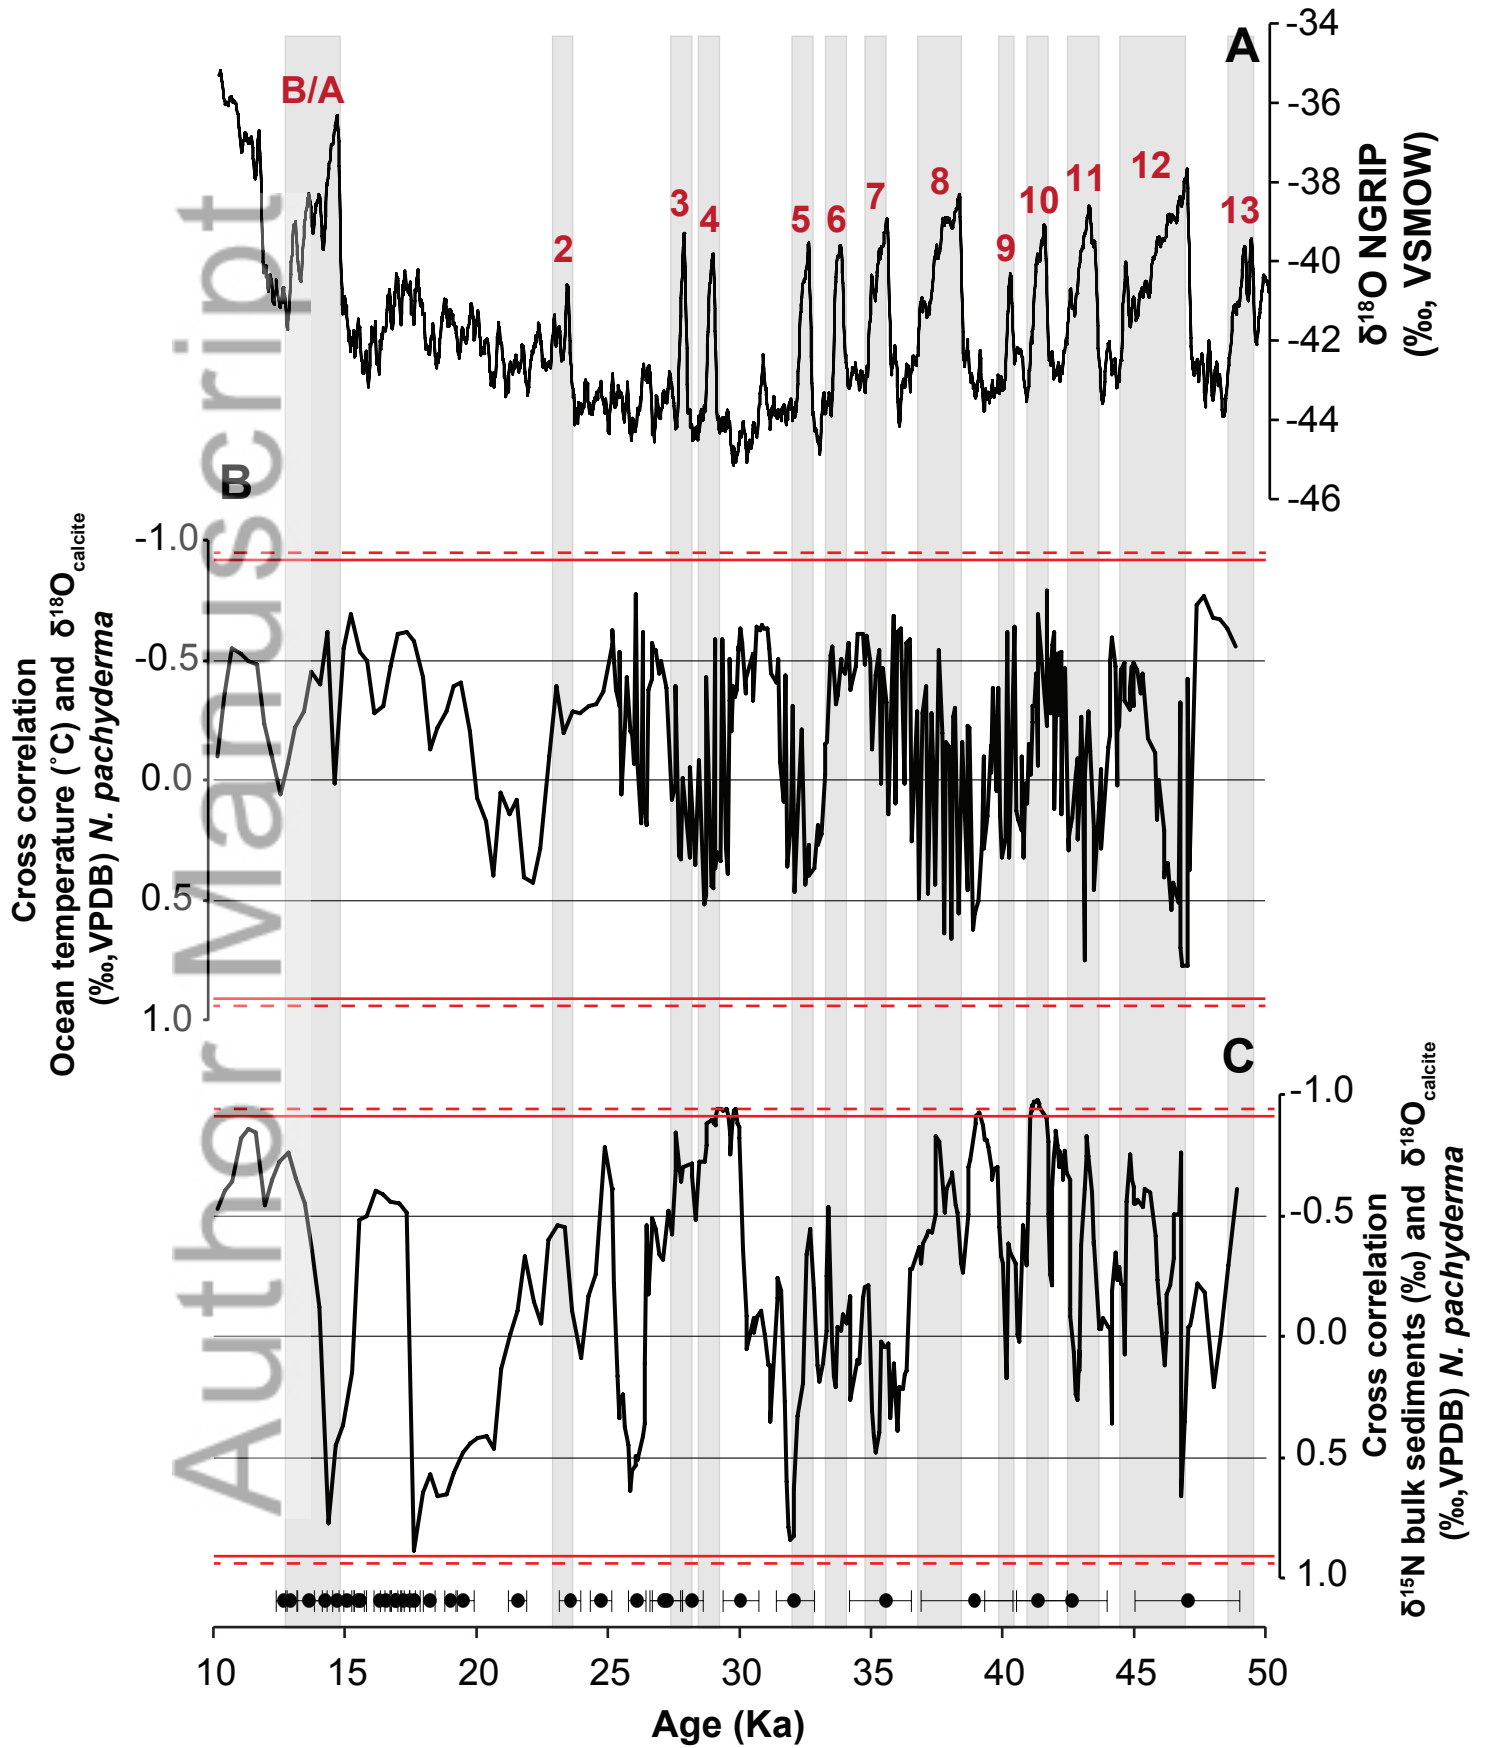 A
-34
-36
-38
-40
-42
-44
-46
δ¹⁸O NGRIP
(‰, VSMOW)
B/A
2
3
4
5
6
7
8
9
10
11
12
13
B
-1.0
-0.5
0.0
0.5
1.0
Cross correlation
Ocean temperature (˚C) and δ¹⁸Ocalcite
(‰,VPDB) N. pachyderma
C
-1.0
-0.5
0.0
0.5
1.0
Cross correlation
δ¹⁵N bulk sediments (‰) and δ¹⁸Ocalcite
(‰,VPDB) N. pachyderma
10 15 20 25 30 35 40 45 50
Age (Ka)
Author Manuscript